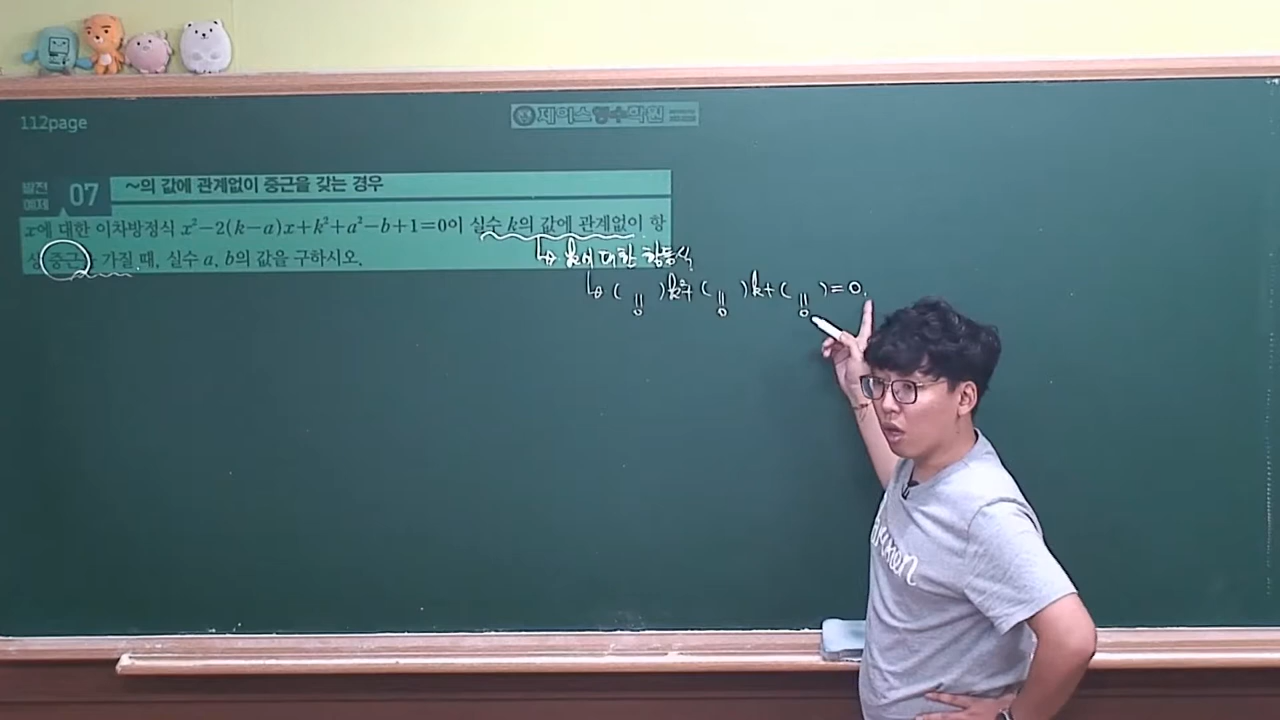 112page
제이스영수학원
발전
예제
07 ~의 값에 관계없이 중근을 갖는 경우
x에 대한 이차방정식 x²-2(k-a)x+k²+a²-b+1=0이 실수 k의 값에 관계없이 항
상 중근을 가질 때, 실수 a, b의 값을 구하시오.
↳ k에 대한 항등식
↳ ( )k²+( )k+( )=0.
|| || ||
0 0 0